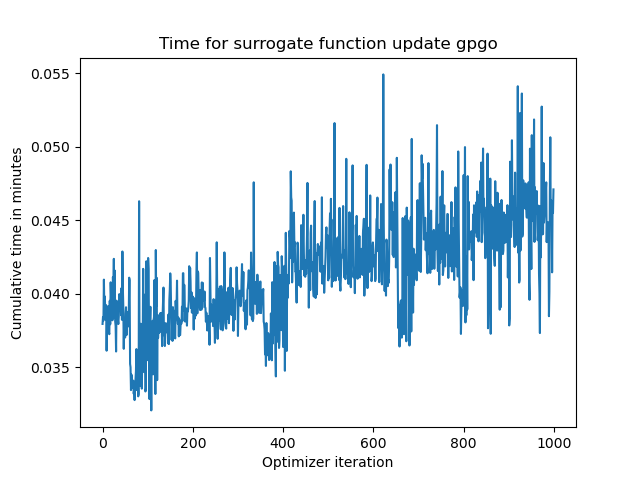 Time for surrogate function update gpgo
0.055
0.050
0.045
0.040
0.035
Cumulative time in minutes
0 200 400 600 800 1000
Optimizer iteration